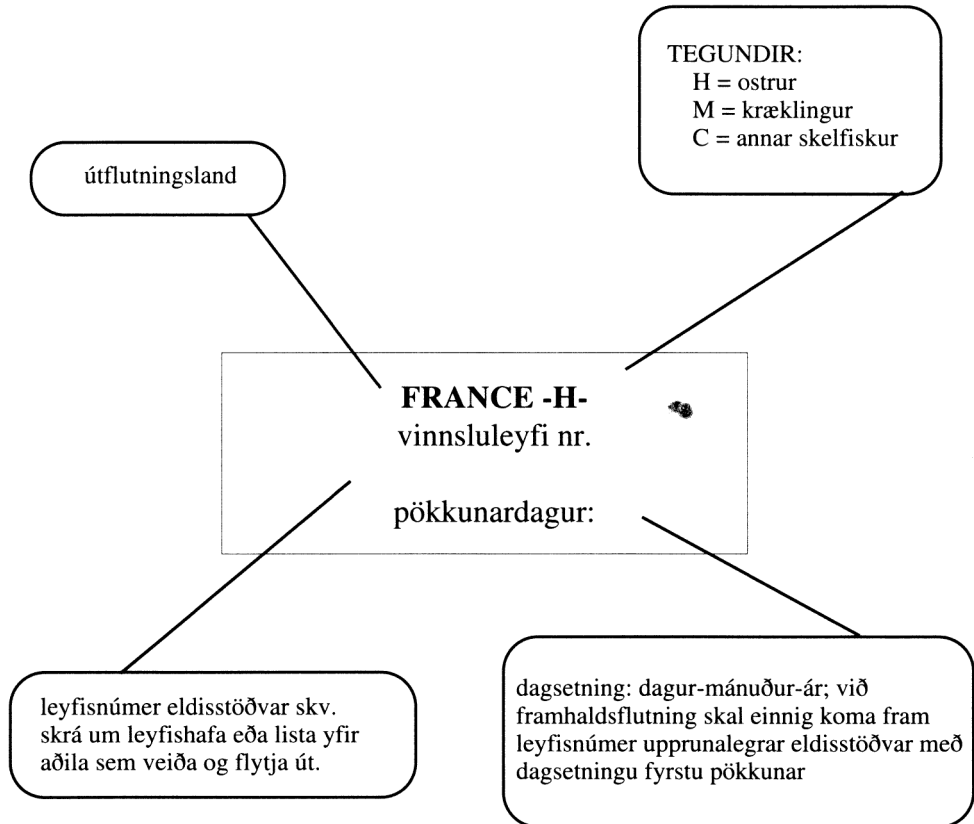 TEGUNDIR:
H = ostrur
M = kræklingur
C = annar skelfiskur
útflutningsland
FRANCE -H-
vinnsluleyfi nr.
pökkunardagur:
leyfisnúmer eldisstöðvar skv.
skrá um leyfishafa eða lista yfir
aðila sem veiða og flytja út.
dagsetning: dagur-mánuður-ár; við
framhaldsflutning skal einnig koma fram
leyfisnúmer upprunalegrar eldisstöðvar með
dagsetningu fyrstu pökkunar